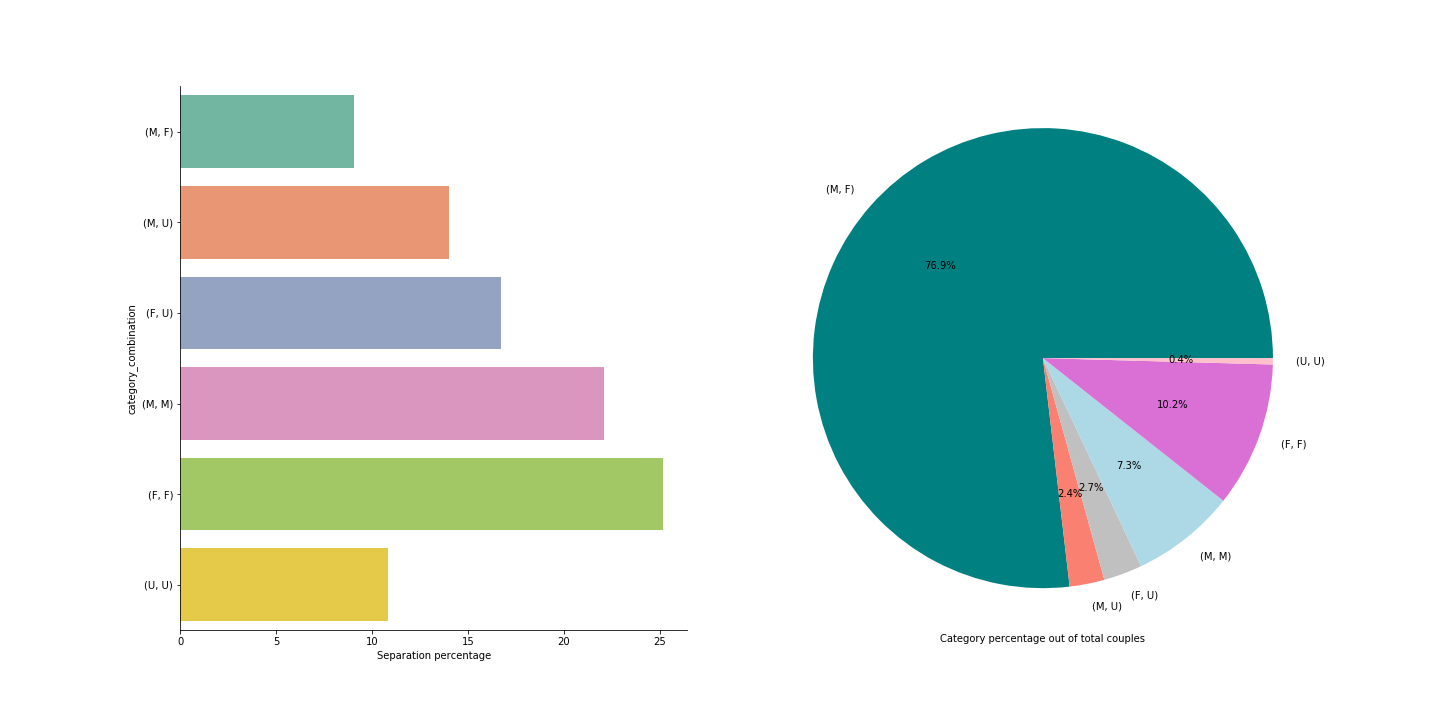 category_combination
(M, F)
(M, U)
(F, U)
(M, M)
(F, F)
(U, U)
0 5 10 15 20 25
Separation percentage
(M, F)
76.9%
0.4%
(U, U)
10.2%
(F, F)
7.3%
(M, M)
2.7%
(F, U)
2.4%
(M, U)
Category percentage out of total couples